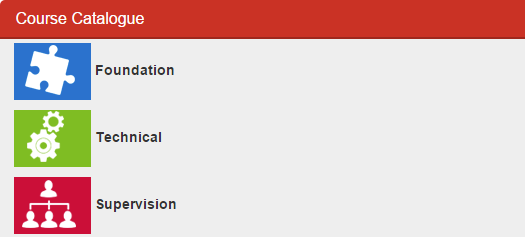 Course Catalogue
Foundation
Technical
Supervision